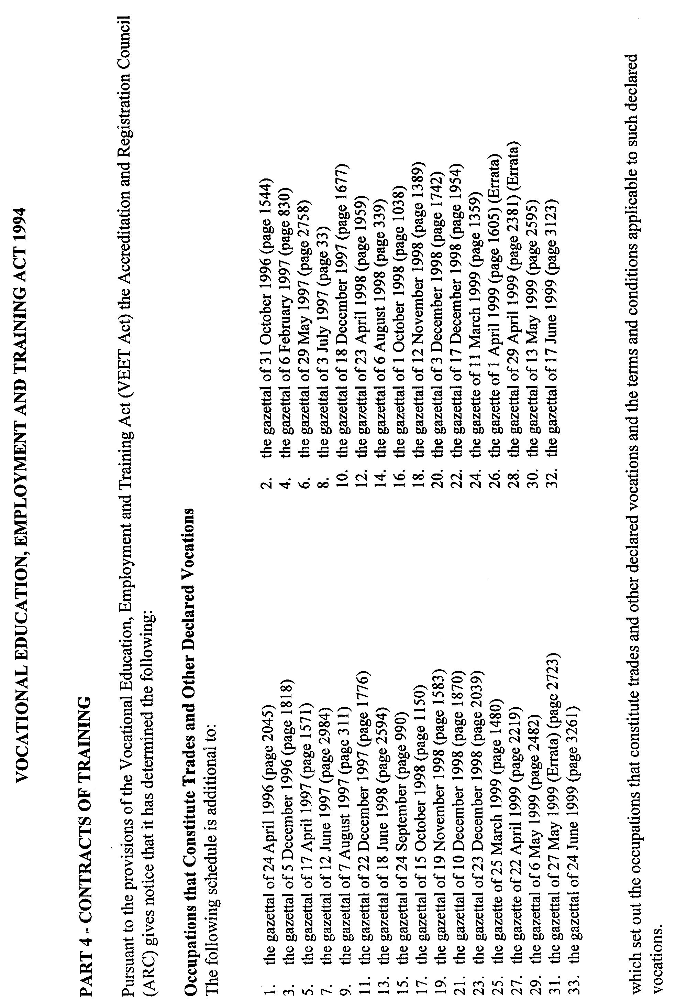 VOCATIONAL EDUCATION, EMPLOYMENT AND TRAINING ACT 1994
PART 4 - CONTRACTS OF TRAINING
Pursuant to the provisions of the Vocational Education, Employment and Training Act (VEET Act) the Accreditation and Registration Council
(ARC) gives notice that it has determined the following:
Occupations that Constitute Trades and Other Declared Vocations
The following schedule is additional to:
1. the gazettal of 24 April 1996 (page 2045) 2. the gazettal of 31 October 1996 (page 1544)
3. the gazettal of 5 December 1996 (page 1818) 4. the gazettal of 6 February 1997 (page 830)
5. the gazettal of 17 April 1997 (page 1571) 6. the gazettal of 29 May 1997 (page 2758)
7. the gazettal of 12 June 1997 (page 2984) 8. the gazettal of 3 July 1997 (page 33)
9. the gazettal of 7 August 1997 (page 311) 10. the gazettal of 18 December 1997 (page 1677)
11. the gazettal of 22 December 1997 (page 1776) 12. the gazettal of 23 April 1998 (page 1959)
13. the gazettal of 18 June 1998 (page 2594) 14. the gazettal of 6 August 1998 (page 339)
15. the gazettal of 24 September (page 990) 16. the gazettal of 1 October 1998 (page 1038)
17. the gazettal of 15 October 1998 (page 1150) 18. the gazettal of 12 November 1998 (page 1389)
19. the gazettal of 19 November 1998 (page 1583) 20. the gazettal of 3 December 1998 (page 1742)
21. the gazettal of 10 December 1998 (page 1870) 22. the gazettal of 17 December 1998 (page 1954)
23. the gazettal of 23 December 1998 (page 2039) 24. the gazette of 11 March 1999 (page 1359)
25. the gazette of 25 March 1999 (page 1480) 26. the gazette of 1 April 1999 (page 1605) (Errata)
27. the gazette of 22 April 1999 (page 2219) 28. the gazettal of 29 April 1999 (page 2381) (Errata)
29. the gazettal of 6 May 1999 (page 2482) 30. the gazettal of 13 May 1999 (page 2595)
31. the gazettal of 27 May 1999 (Errata) (page 2723) 32. the gazettal of 17 June 1999 (page 3123)
33. the gazettal of 24 June 1999 (page 3261)
which set out the occupations that constitute trades and other declared vocations and the terms and conditions applicable to such declared
vocations.